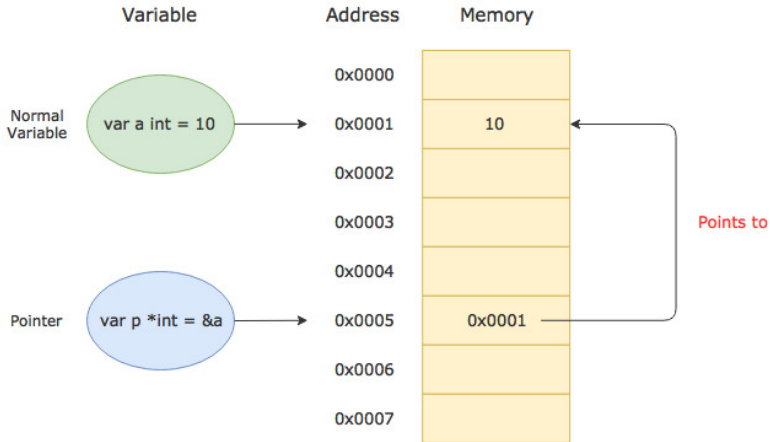 Variable Address Memory
0x0000
Normal
Variable
var a int = 10
0x0001
10
0x0002
0x0003
Points to
0x0004
Pointer
var p *int = &a
0x0005
0x0001
0x0006
0x0007